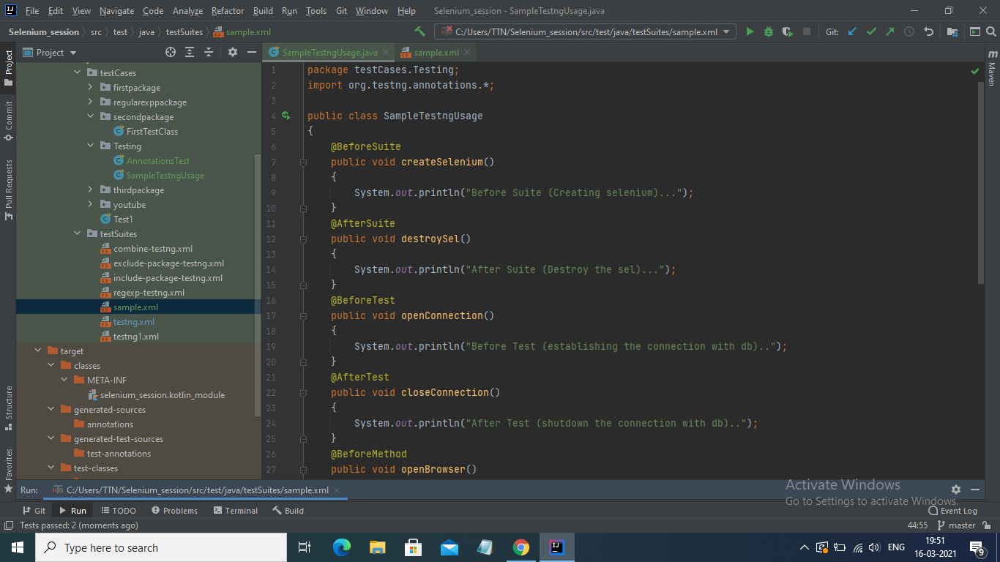 File Edit View Navigate Code Analyze Refactor Build Run Tools Git Window Help Selenium_session - SampleTestngUsage.java
Selenium_session src test java testSuites sample.xml C:/Users/TTN/Selenium_session/src/test/java/testSuites/sample.xml Git:
Project
SampleTestngUsage.java sample.xml
testCases
firstpackage
regularexppackage
secondpackage
FirstTestClass
Testing
AnnotationsTest
SampleTestngUsage
thirdpackage
youtube
Test1
testSuites
combine-testng.xml
exclude-package-testng.xml
include-package-testng.xml
regexp-testng.xml
sample.xml
testng.xml
testng1.xml
target
classes
META-INF
selenium_session.kotlin_module
generated-sources
annotations
generated-test-sources
test-annotations
test-classes
Project
Commit
Pull Requests
Structure
Favorites
1 package testCases.Testing;
2 import org.testng.annotations.*;
3
4 public class SampleTestngUsage
5 {
6 @BeforeSuite
7 public void createSelenium()
8 {
9 System.out.println("Before Suite (Creating selenium)...");
10 }
11 @AfterSuite
12 public void destroySel()
13 {
14 System.out.println("After Suite (Destroy the sel)...");
15 }
16 @BeforeTest
17 public void openConnection()
18 {
19 System.out.println("Before Test (establishing the connection with db)..");
20 }
21 @AfterTest
22 public void closeConnection()
23 {
24 System.out.println("After Test (shutdown the connection with db)..");
25 }
26 @BeforeMethod
27 public void openBrowser()
m Maven
Run: NG C:/Users/TTN/Selenium_session/src/test/java/testSuites/sample.xml
Activate Windows
Go to Settings to activate Windows.
Git Run TODO Problems Terminal Build Event Log
Tests passed: 2 (moments ago) 44:55 master
Type here to search
ENG 19:51
16-03-2021
9